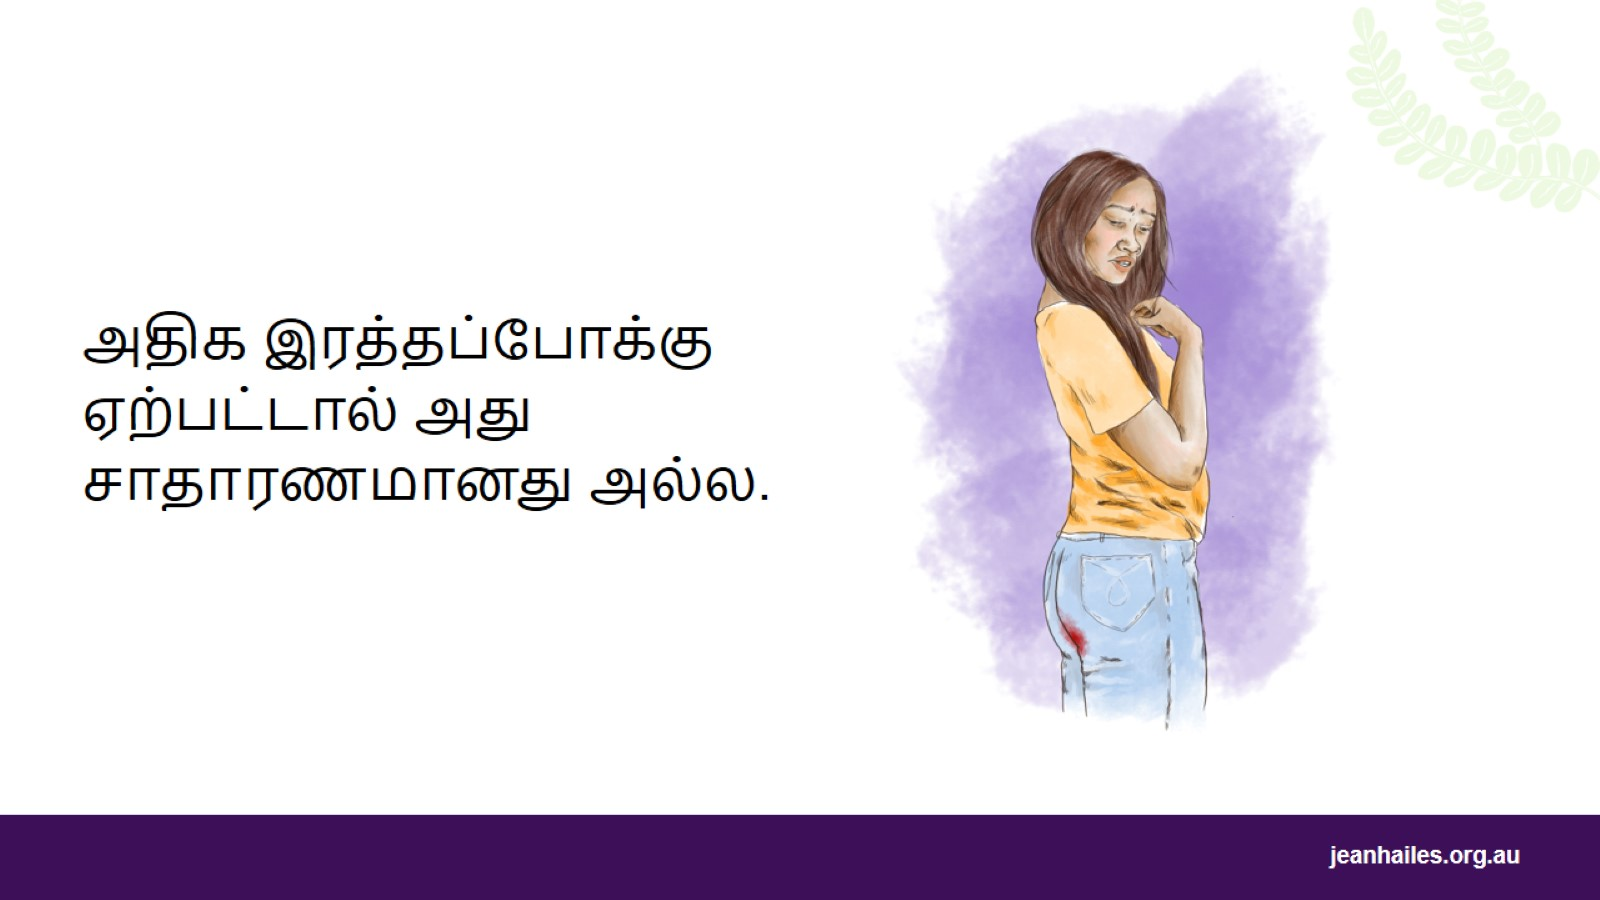 அதிக இரத்தப்போக்கு
ஏற்பட்டால் அது
சாதாரணமானது அல்ல.
jeanhailes.org.au